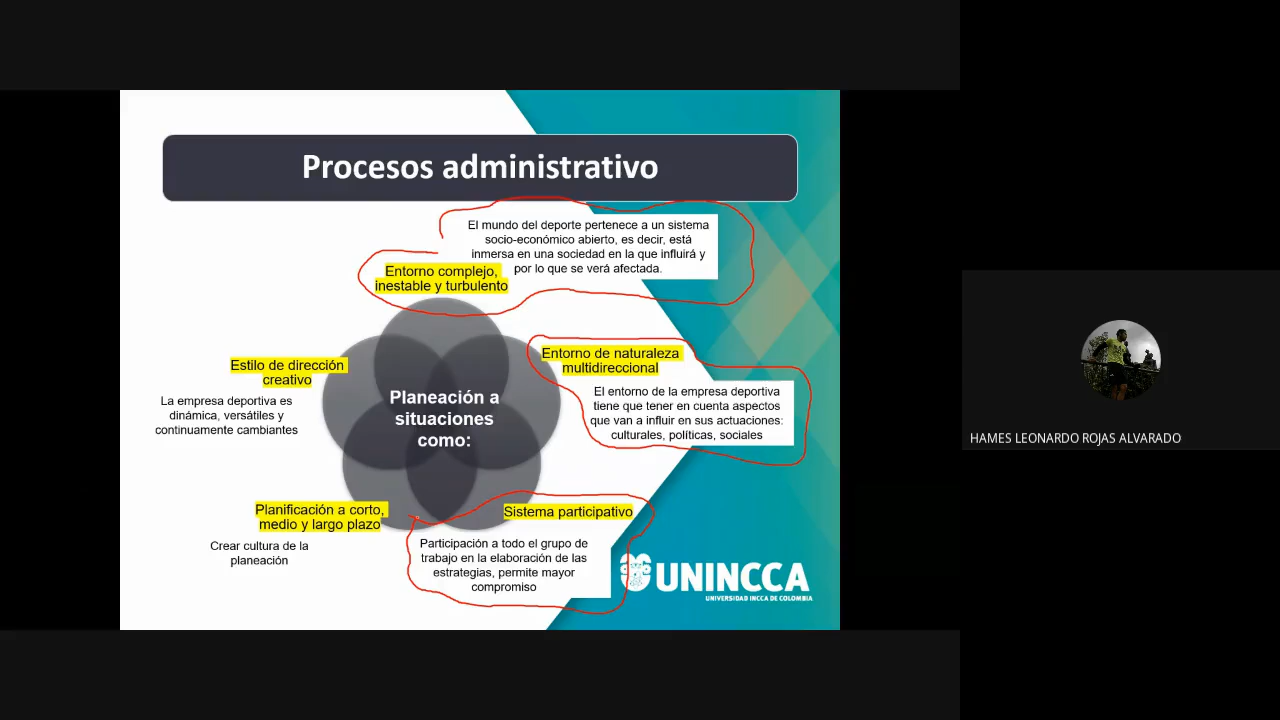 Procesos administrativo
El mundo del deporte pertenece a un sistema
socio-económico abierto, es decir, está
inmersa en una sociedad en la que influirá y
por lo que se verá afectada.
Entorno complejo,
inestable y turbulento
Entorno de naturaleza
multidireccional
El entorno de la empresa deportiva
tiene que tener en cuenta aspectos
que van a influir en sus actuaciones:
culturales, políticas, sociales
Estilo de dirección
creativo
La empresa deportiva es
dinámica, versátiles y
continuamente cambiantes
Planeación a
situaciones
como:
Planificación a corto,
medio y largo plazo
Crear cultura de la
planeación
Sistema participativo
Participación a todo el grupo de
trabajo en la elaboración de las
estrategias, permite mayor
compromiso
UNINCCA
UNIVERSIDAD INCCA DE COLOMBIA
HAMES LEONARDO ROJAS ALVARADO